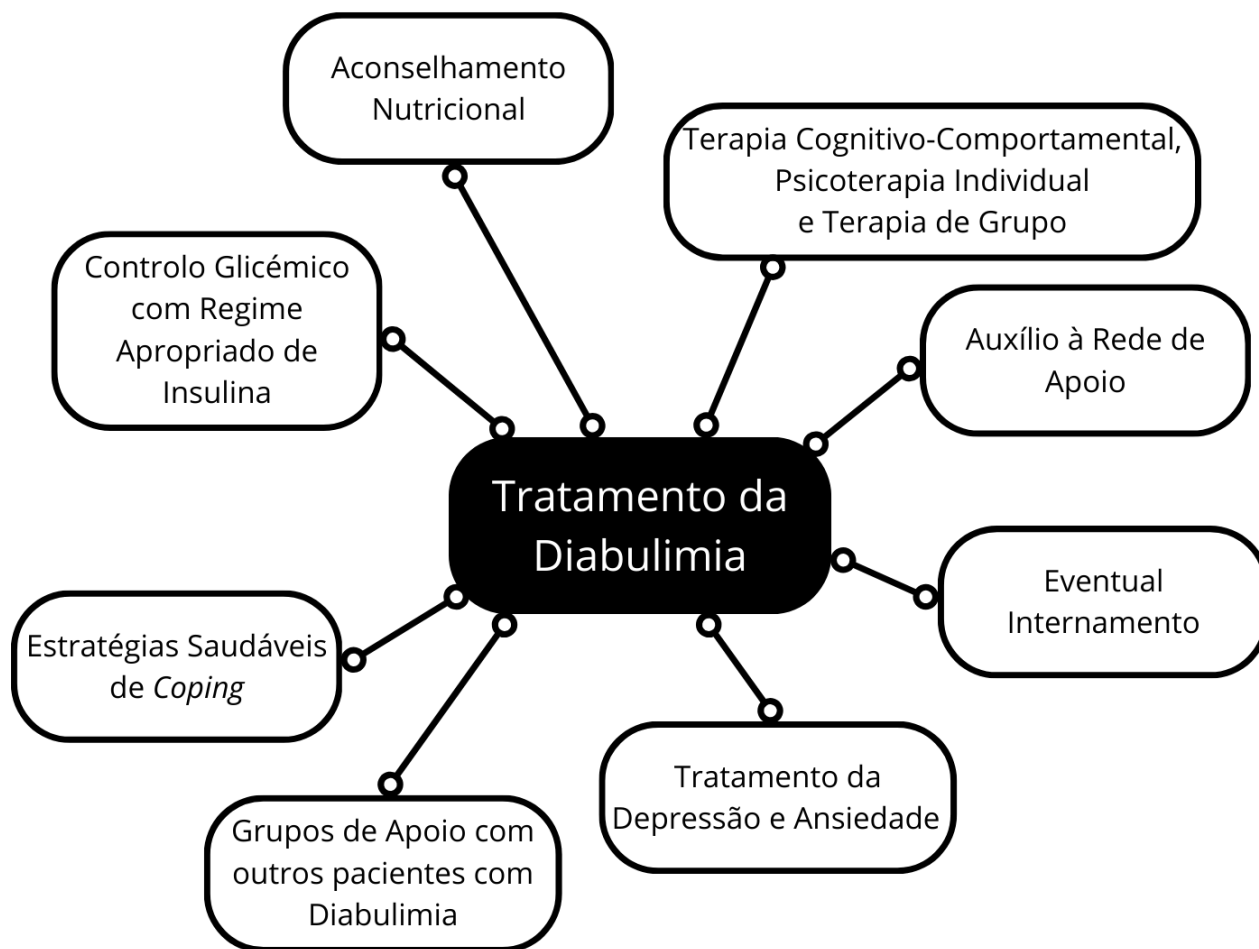 Aconselhamento
Nutricional
Terapia Cognitivo-Comportamental,
Psicoterapia Individual
e Terapia de Grupo
Controlo Glicémico
com Regime
Apropriado de
Insulina
Auxílio à Rede de
Apoio
Tratamento da
Diabulimia
Eventual
Internamento
Estratégias Saudáveis
de Coping
Tratamento da
Depressão e Ansiedade
Grupos de Apoio com
outros pacientes com
Diabulimia